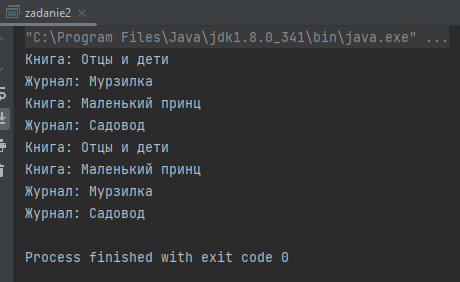 zadanie2
"C:\Program Files\Java\jdk1.8.0_341\bin\java.exe" ...
Книга: Отцы и дети
Журнал: Мурзилка
Книга: Маленький принц
Журнал: Садовод
Книга: Отцы и дети
Книга: Маленький принц
Журнал: Мурзилка
Журнал: Садовод
Process finished with exit code 0